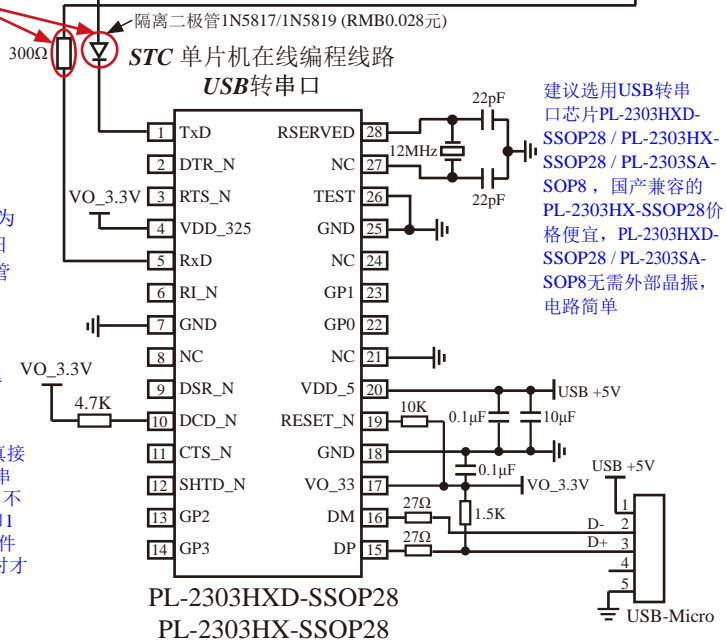 隔离二极管1N5817/1N5819 (RMB0.028元)
300Ω
STC 单片机在线编程线路
USB转串口
建议选用USB转串
口芯片PL-2303HXD-
SSOP28 / PL-2303HX-
SSOP28 / PL-2303SA-
SOP8，国产兼容的
PL-2303HX-SSOP28价
格便宜，PL-2303HXD-
SSOP28 / PL-2303SA-
SOP8无需外部晶振，
电路简单
22pF
12MHz
22pF
1 TxD RSERVED 28
2 DTR_N NC 27
VO_3.3V
3 RTS_N TEST 26
4 VDD_325 GND 25
5 RxD NC 24
6 RI_N GP1 23
7 GND GP0 22
8 NC NC 21
VO_3.3V
9 DSR_N VDD_5 20
USB +5V
4.7K
10 DCD_N RESET_N 19
10K
0.1μF
10μF
11 CTS_N GND 18
0.1μF
12 SHTD_N VO_33 17
VO_3.3V
13 GP2 DM 16
27Ω
1.5K
14 GP3 DP 15
27Ω
USB +5V
1
D- 2
D+ 3
4
5
USB-Micro
为
管
接
串
不
1
件
时才
PL-2303HXD-SSOP28
PL-2303HX-SSOP28